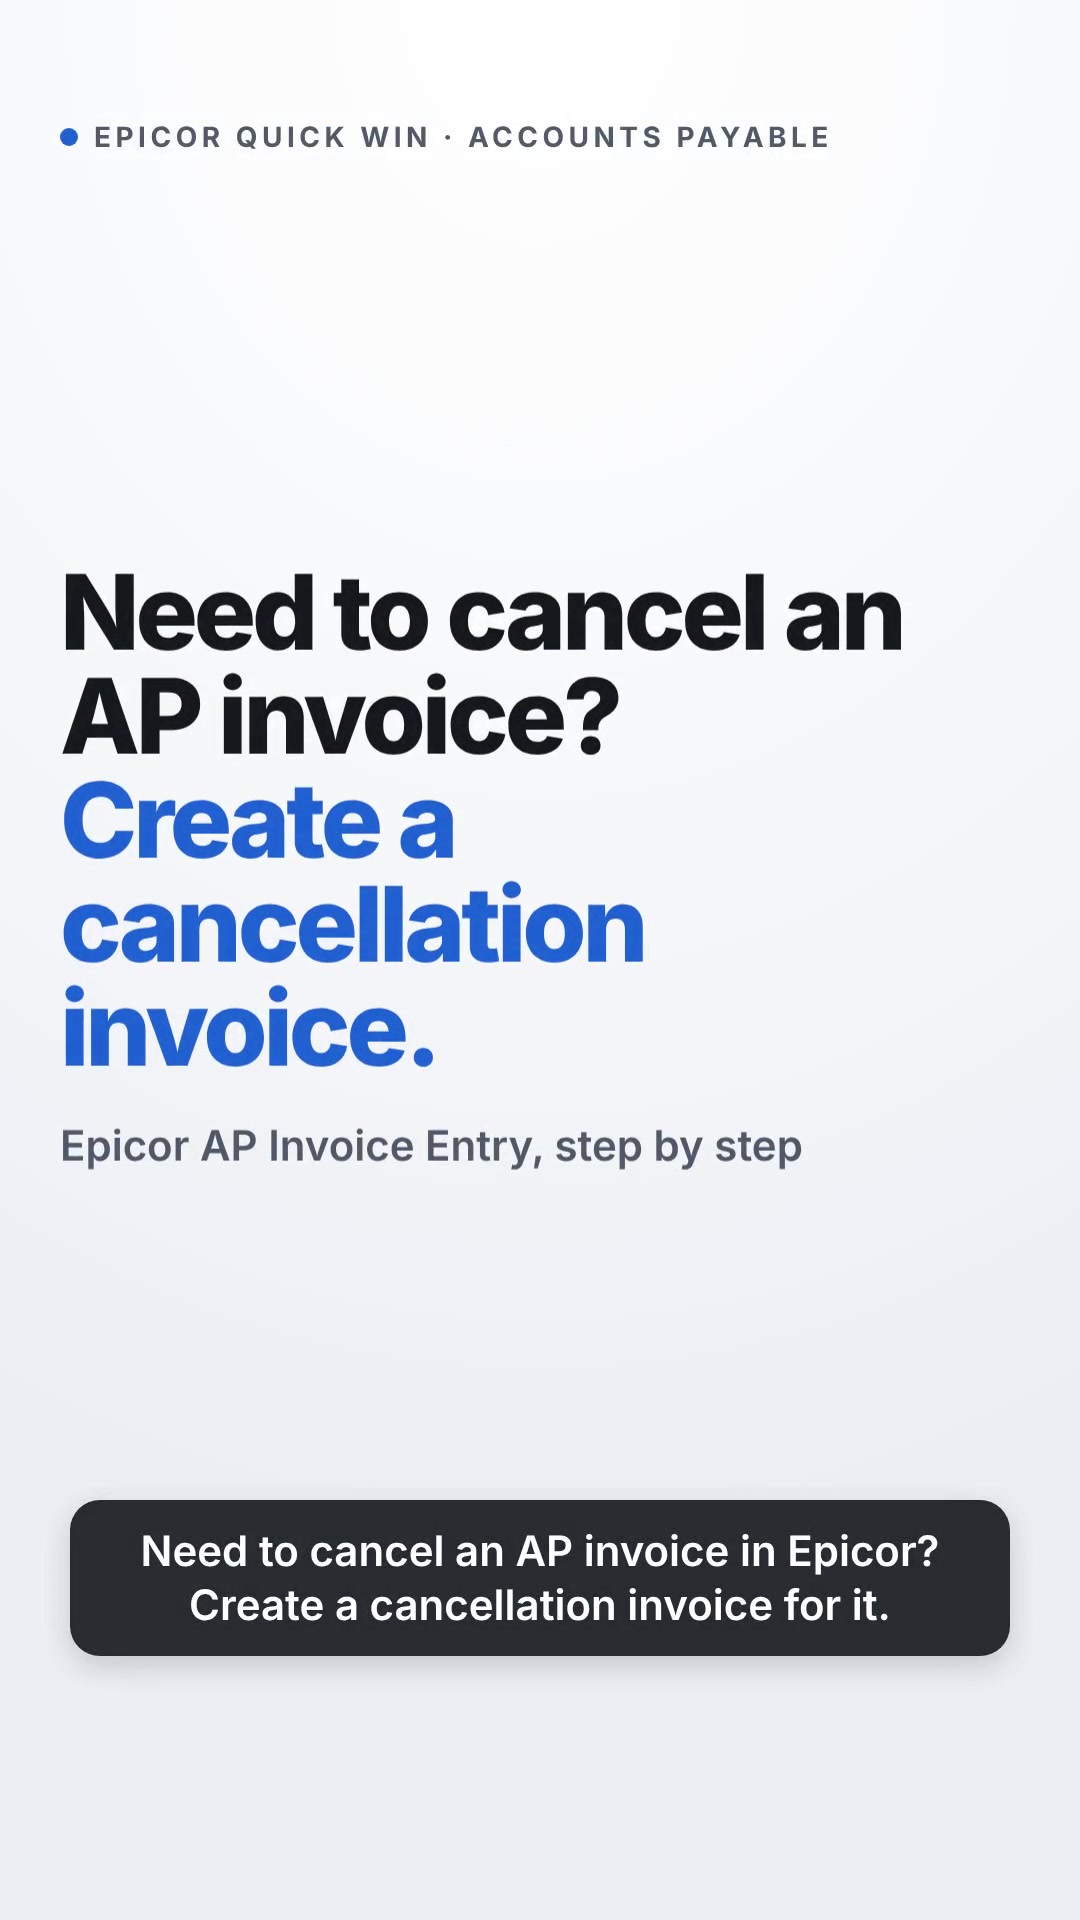 EPICOR QUICK WIN · ACCOUNTS PAYABLE
Need to cancel an
AP invoice?
Create a
cancellation
invoice.
Epicor AP Invoice Entry, step by step
Need to cancel an AP invoice in Epicor?
Create a cancellation invoice for it.